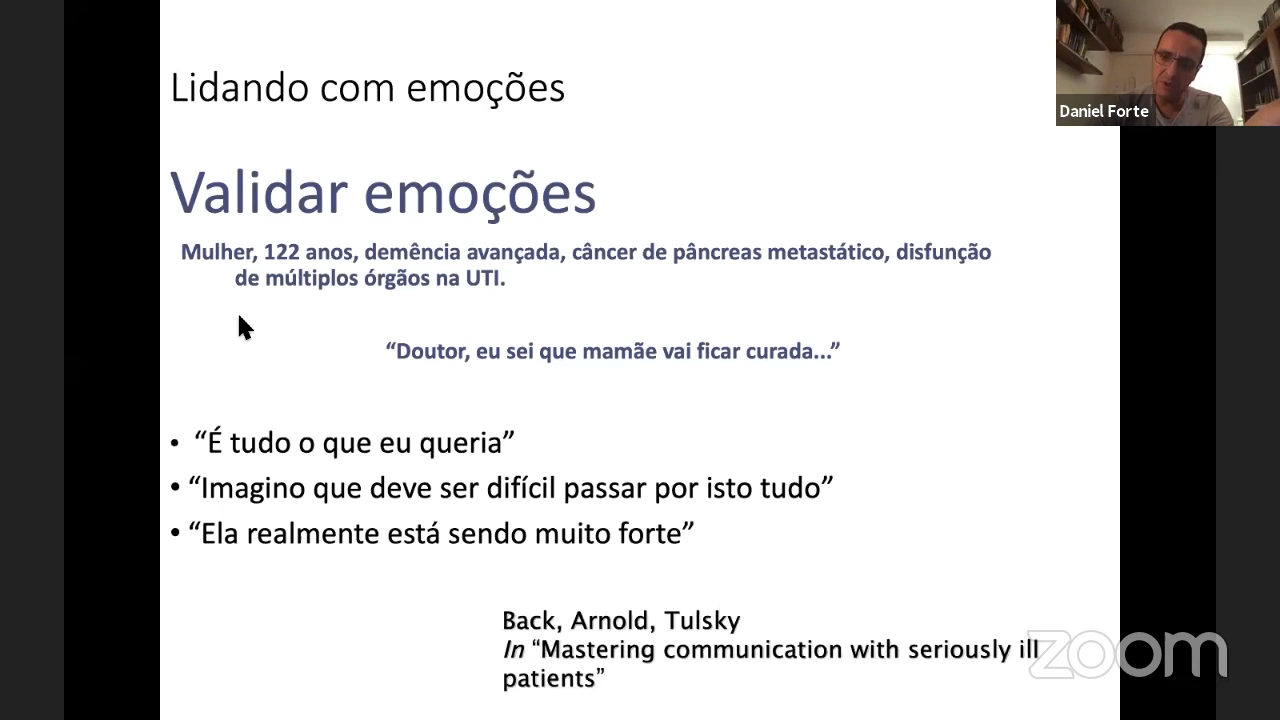 Lidando com emoções
Daniel Forte
Validar emoções
Mulher, 122 anos, demência avançada, câncer de pâncreas metastático, disfunção
de múltiplos órgãos na UTI.
“Doutor, eu sei que mamãe vai ficar curada...”
• “É tudo o que eu queria”
• “Imagino que deve ser difícil passar por isto tudo”
• “Ela realmente está sendo muito forte”
Back, Arnold, Tulsky
In “Mastering communication with seriously ill
patients”
zoom